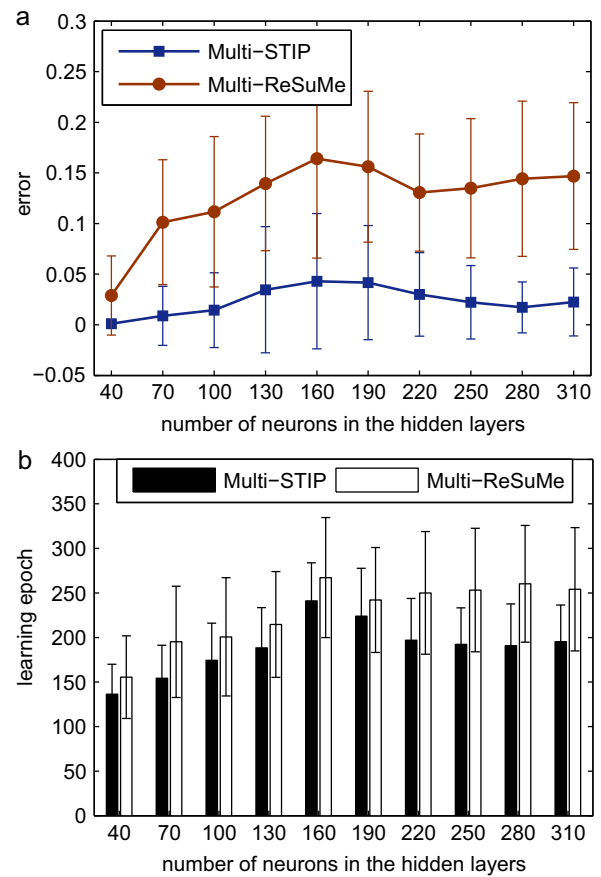 a
0.3
0.25
0.2
0.15
0.1
0.05
0
−0.05
error
Multi−STIP
Multi−ReSuMe
40 70 100 130 160 190 220 250 280 310
number of neurons in the hidden layers
b
400
350
300
250
200
150
100
50
0
learning epoch
Multi−STIP Multi−ReSuMe
40 70 100 130 160 190 220 250 280 310
number of neurons in the hidden layers